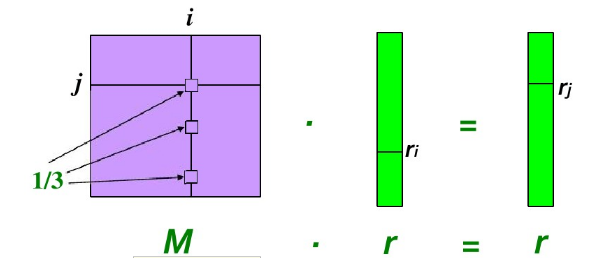 i
j
· =
rj
ri
1/3
M · r = r